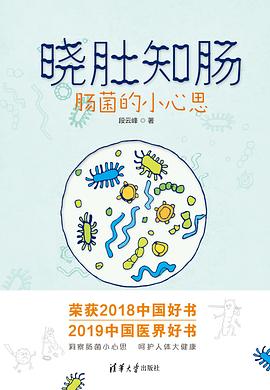 晓肚知肠
肠菌的小心思
段云峰 ◎ 著
荣获2018中国好书
2019中国医界好书
洞察肠菌小心思 呵护人体大健康
清华大学出版社